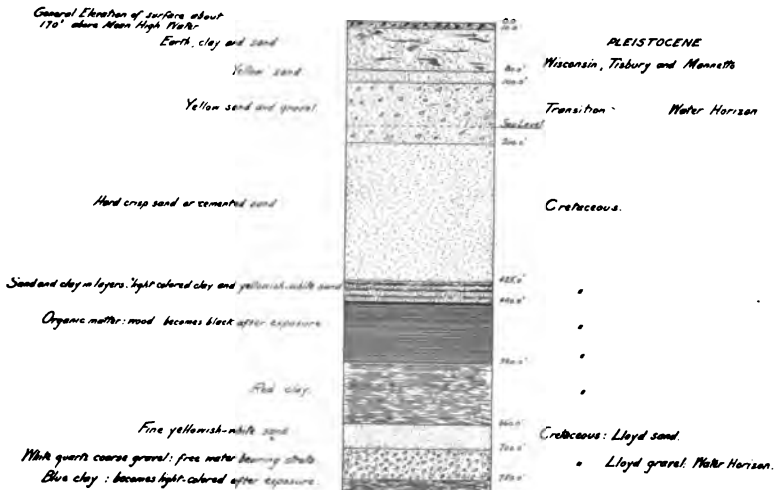 General Elevation of surface about
170' above Mean High Water
Earth, clay and sand
PLEISTOCENE
Wisconsin, Tisbury and Mannetto
Yellow sand
Yellow sand and gravel
Transition - Water Horizon
Sea Level
Hard crisp sand or cemented sand
Cretaceous.
Sand and clay in layers. light colored clay and yellowish-white sand
"
Organic matter: wood becomes black after exposure
"
"
Red clay.
"
Fine yellowish-white sand
Cretaceous: Lloyd sand.
White quartz coarse gravel: free water bearing strata.
" Lloyd gravel. Water Horizon.
Blue clay : becomes light-colored after exposure.